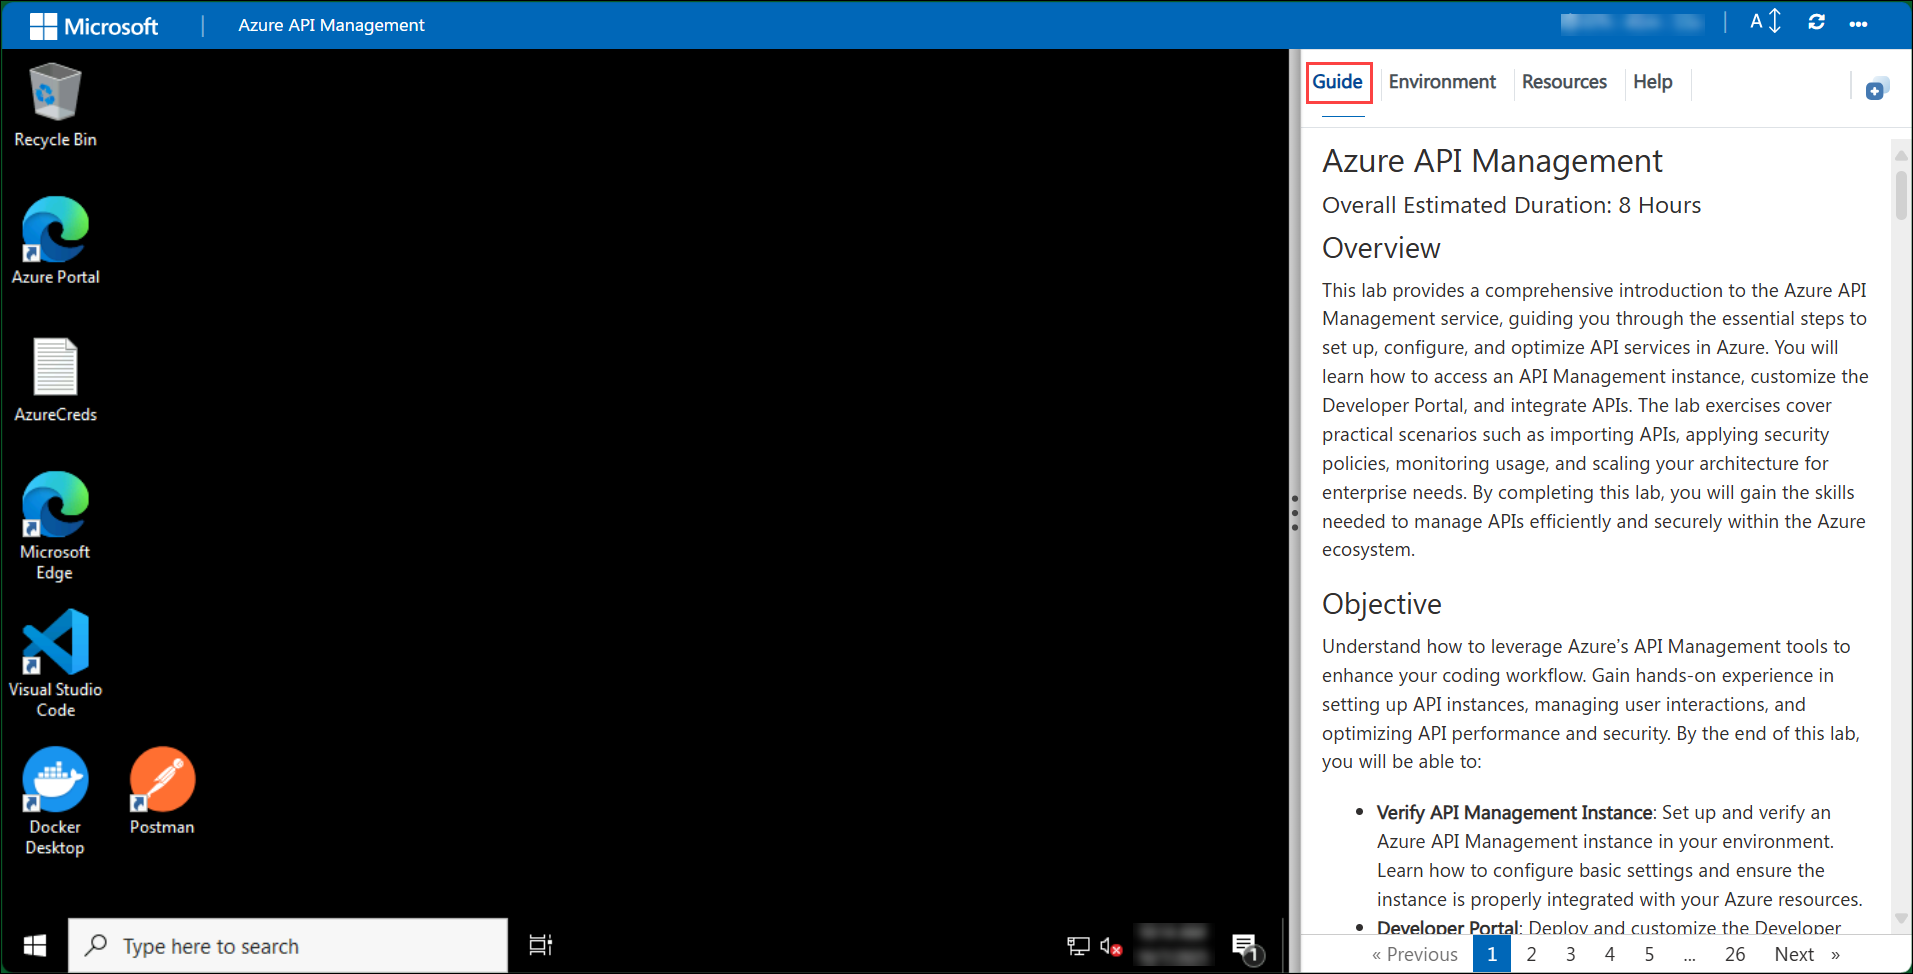 Microsoft
Azure API Management
A
Recycle Bin
Azure Portal
AzureCreds
Microsoft
Edge
Visual Studio
Code
Docker
Desktop
Postman
Type here to search
1
Guide
Environment
Resources
Help
Azure API Management
Overall Estimated Duration: 8 Hours
Overview
This lab provides a comprehensive introduction to the Azure API
Management service, guiding you through the essential steps to
set up, configure, and optimize API services in Azure. You will
learn how to access an API Management instance, customize the
Developer Portal, and integrate APIs. The lab exercises cover
practical scenarios such as importing APIs, applying security
policies, monitoring usage, and scaling your architecture for
enterprise needs. By completing this lab, you will gain the skills
needed to manage APIs efficiently and securely within the Azure
ecosystem.
Objective
Understand how to leverage Azure’s API Management tools to
enhance your coding workflow. Gain hands-on experience in
setting up API instances, managing user interactions, and
optimizing API performance and security. By the end of this lab,
you will be able to:
• Verify API Management Instance: Set up and verify an
Azure API Management instance in your environment.
Learn how to configure basic settings and ensure the
instance is properly integrated with your Azure resources.
• Developer Portal: Deploy and customize the Developer
« Previous 1 2 3 4 5 ... 26 Next »